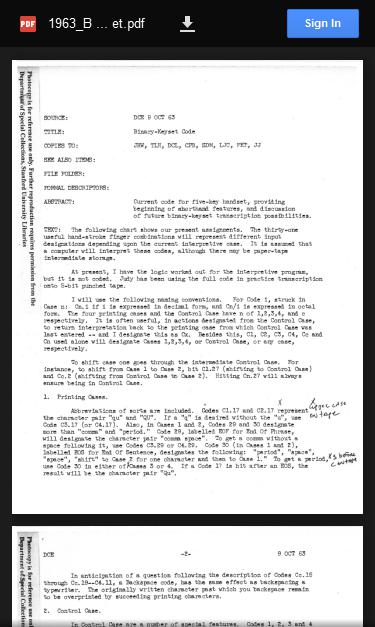 1963_B ... et.pdf
Sign In
Photocopy is for reference use only. Further reproduction requires permission from the
Department of Special Collections, Stanford University Libraries
SOURCE: DCE 9 OCT 63
TITLE: Binary-Keyset Code
COPIES TO: JBW, TLH, DCL, CPB, SDM, LJC, PET, JJ
SEE ALSO ITEMS:
FILE FOLDER:
FORMAL DESCRIPTORS:
ABSTRACT: Current code for five-key handset, providing
beginning of shorthand features, and discussion
of future binary-keyset transcription possibilities.
TEXT: The following chart shows our present assignments. The thirty-one
useful hand-stroke finger combinations will represent different input
designations depending upon the current interpretive case. It is assumed that
a computer will interpret these codes, although there may be paper-tape
intermediate storage.
At present, I have the logic worked out for the interpretive program,
but it is not coded. Judy has been using the full code in practice transcription
onto 8-bit punched tape.
I will use the following naming conventions. For Code i, struck in
Case n: Cn.i if i is expressed in decimal form, and Cn/i is expressed in octal
form. The four printing cases and the Control Case have n of 1,2,3,4, and c
respectively. It is often useful, in actions designated from the Control Case,
to return interpretation back to the printing case from which Control Case was
last entered -- and I designate this as Cn. Besides this, C1, C2, C3, C4, Cc and
Cn used alone will designate Cases 1,2,3,4, or Control Case, or any case,
respectively.
To shift case one goes through the intermediate Control Case. For
instance, to shift from Case 1 to Case 2, hit C1.27 (shifting to Control Case)
and Cc.2 (shifting from Control Case to Case 2). Hitting Cn.27 will always
ensure being in Control Case.
1. Printing Cases.
Abbreviations of sorts are included. Codes C1.17 and C2.17 represent
the character pair "qu" and "QU". If a "q" is desired without the "u", use
Code C3.17 (or C4.17). Also, in Cases 1 and 2, Codes 29 and 30 designate
more than "comma" and "period." Code 29, labelled EOF for End Of Phrase,
will designate the character pair "comma space". To get a comma without a
space following it, use Codes C3.29 or C4.29. Code 30 (in Cases 1 and 2),
labelled EOS for End Of Sentence, designates the following: "period", "space",
"space", "shift" to Case 2 for one character and then to Case 1." To get a period,
use Code 30 in either of Cases 3 or 4. If a Code 17 is hit after an EOS, the
result will be the character pair "Qu".
Upper case
on tape
Photocopy is for reference use only.
Department of Special Collections, St
DCE -2- 9 OCT 63
In anticipation of a question following the description of Codes Cc.18
through Cn.19--C4.11, a Backspace code, has the same effect as backspacing a
typewriter. The originally written character past which you backspace remain
to be overprinted by succeeding printing characters.
2. Control Case.
In Control Case are a number of special features. Codes 1, 2, 3 and 4